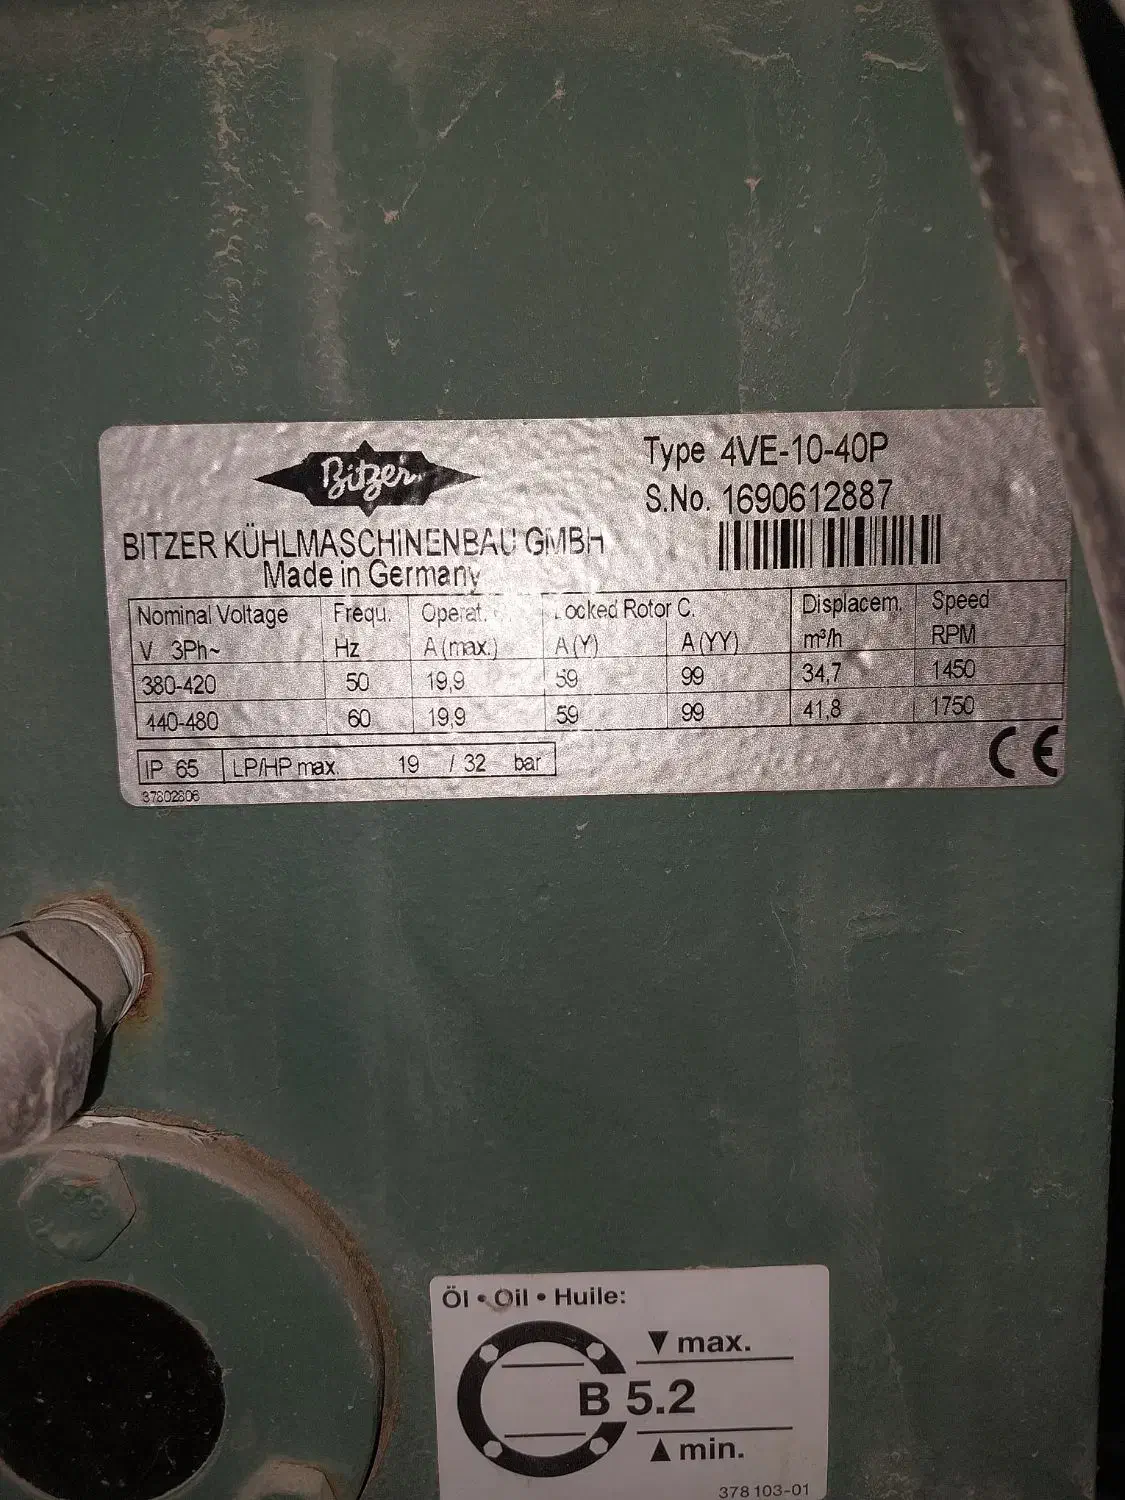 Bitzer
Type 4VE-10-40P
S.No. 1690612887
BITZER KÜHLMASCHINENBAU GMBH
Made in Germany
Nominal Voltage Frequ. Operat. Locked Rotor C. Displacem. Speed
V 3Ph~ Hz A (max.) A (Y) A (YY) m³/h RPM
380-420 50 19,9 59 99 34,7 1450
440-480 60 19,9 59 99 41,8 1750
IP 65 LP/HP max. 19 / 32 bar
CE
37802806
Öl • Oil • Huile:
▼ max.
B 5.2
▲ min.
378 103-01